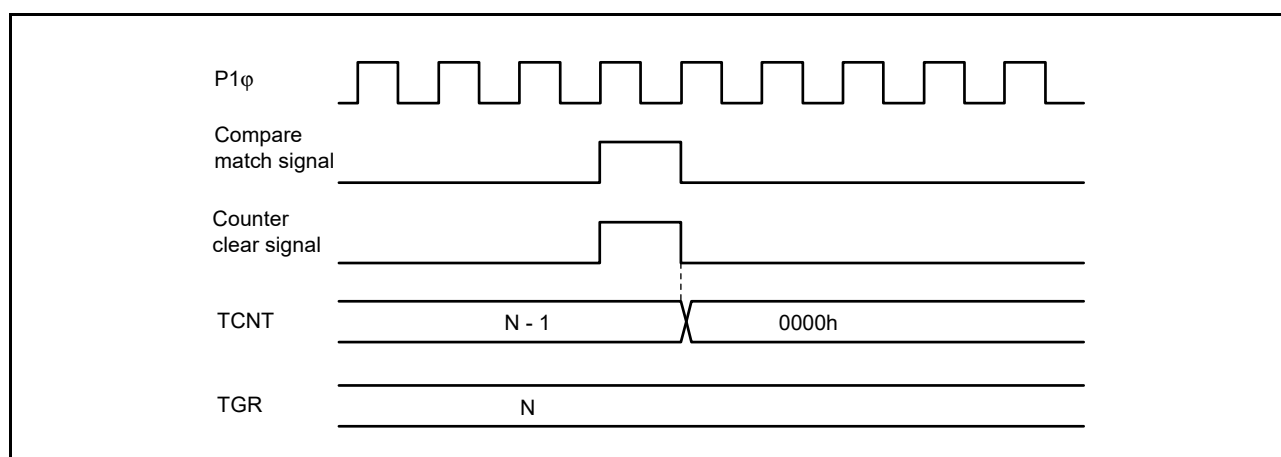 P1φ
Compare
match signal
Counter
clear signal
TCNT
N - 1
0000h
TGR
N